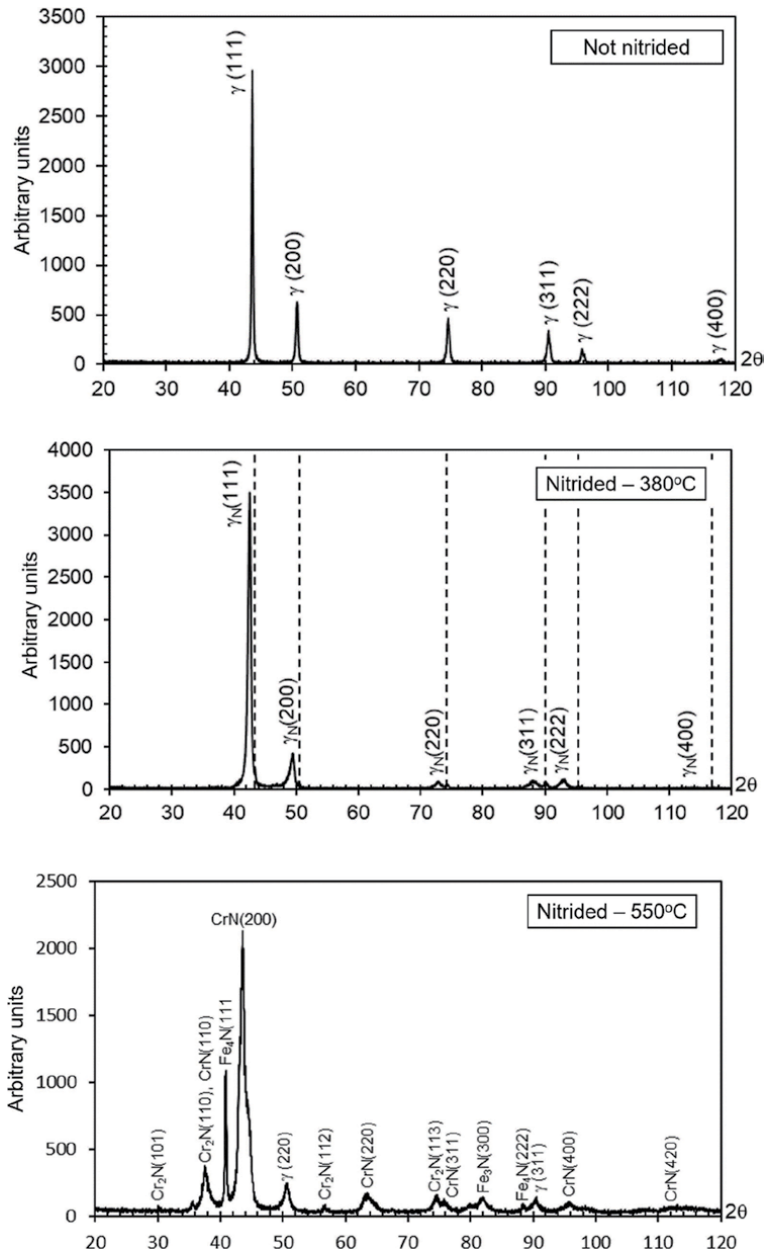 3500
3000
2500
2000
1500
1000
500
0
Arbitrary units
Not nitrided
γ (111)
γ (200)
γ (220)
γ (311)
γ (222)
γ (400)
2θ
20 30 40 50 60 70 80 90 100 110 120
4000
3500
3000
2500
2000
1500
1000
500
0
Arbitrary units
Nitrided – 380°C
γN(111)
γN(200)
γN(220)
γN(311)
γN(222)
γN(400)
2θ
20 30 40 50 60 70 80 90 100 110 120
2500
2000
1500
1000
500
0
Arbitrary units
Nitrided – 550°C
Cr₂N(101)
Cr₂N(110), CrN(110)
Fe₄N(111
CrN(200)
γ (220)
Cr₂N(112)
CrN(220)
Cr₂N(113)
CrN(311)
Fe₃N(300)
Fe₄N(222)
γ (311)
CrN(400)
CrN(420)
2θ
20 30 40 50 60 70 80 90 100 110 120